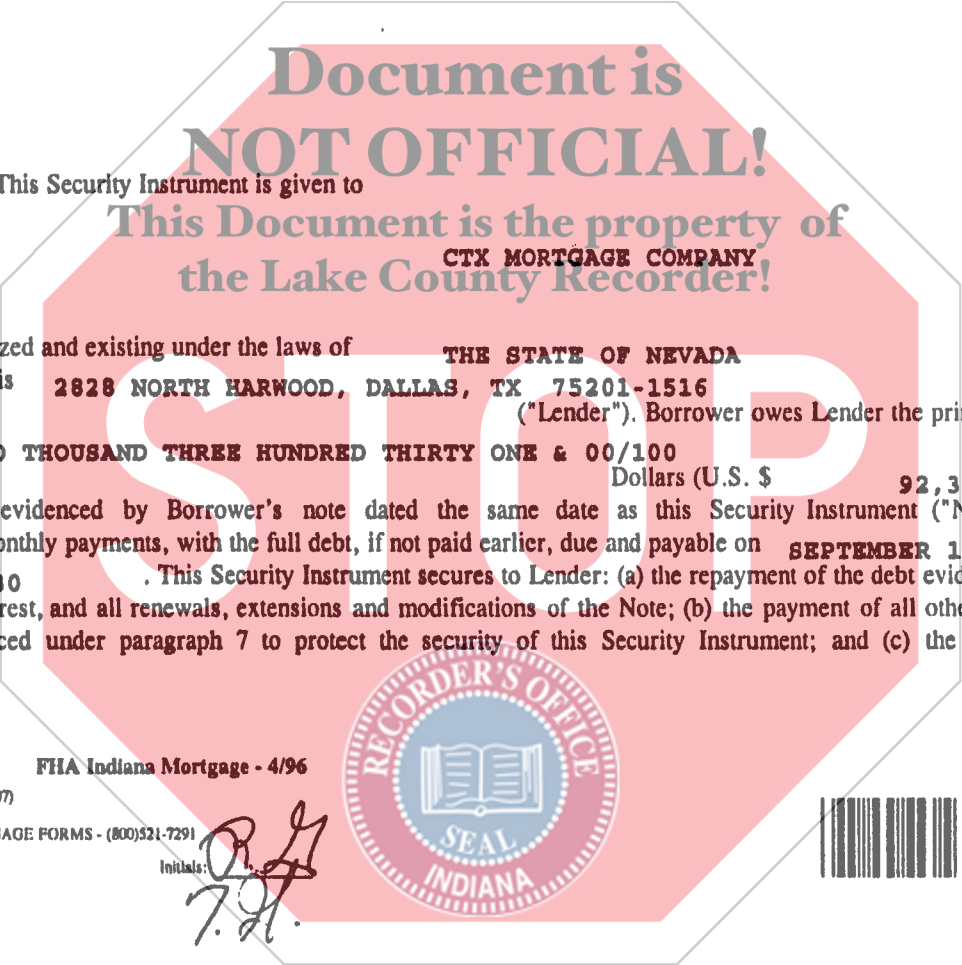 Document is
NOT OFFICIAL!
This Security Instrument is given to
This Document is the property of
CTX MORTGAGE COMPANY
the Lake County Recorder!
zed and existing under the laws of THE STATE OF NEVADA
is 2828 NORTH HARWOOD, DALLAS, TX 75201-1516
("Lender"). Borrower owes Lender the pri
O THOUSAND THREE HUNDRED THIRTY ONE & 00/100
Dollars (U.S. $ 92,3
evidenced by Borrower's note dated the same date as this Security Instrument ("N
onthly payments, with the full debt, if not paid earlier, due and payable on SEPTEMBER 1
30 . This Security Instrument secures to Lender: (a) the repayment of the debt evid
rest, and all renewals, extensions and modifications of the Note; (b) the payment of all othe
ced under paragraph 7 to protect the security of this Security Instrument; and (c) the
STOP
RECORDER'S OFFICE
SEAL
INDIANA
FHA Indiana Mortgage - 4/96
AGE FORMS - (800)521-7291
Initials: R.G
T.H.